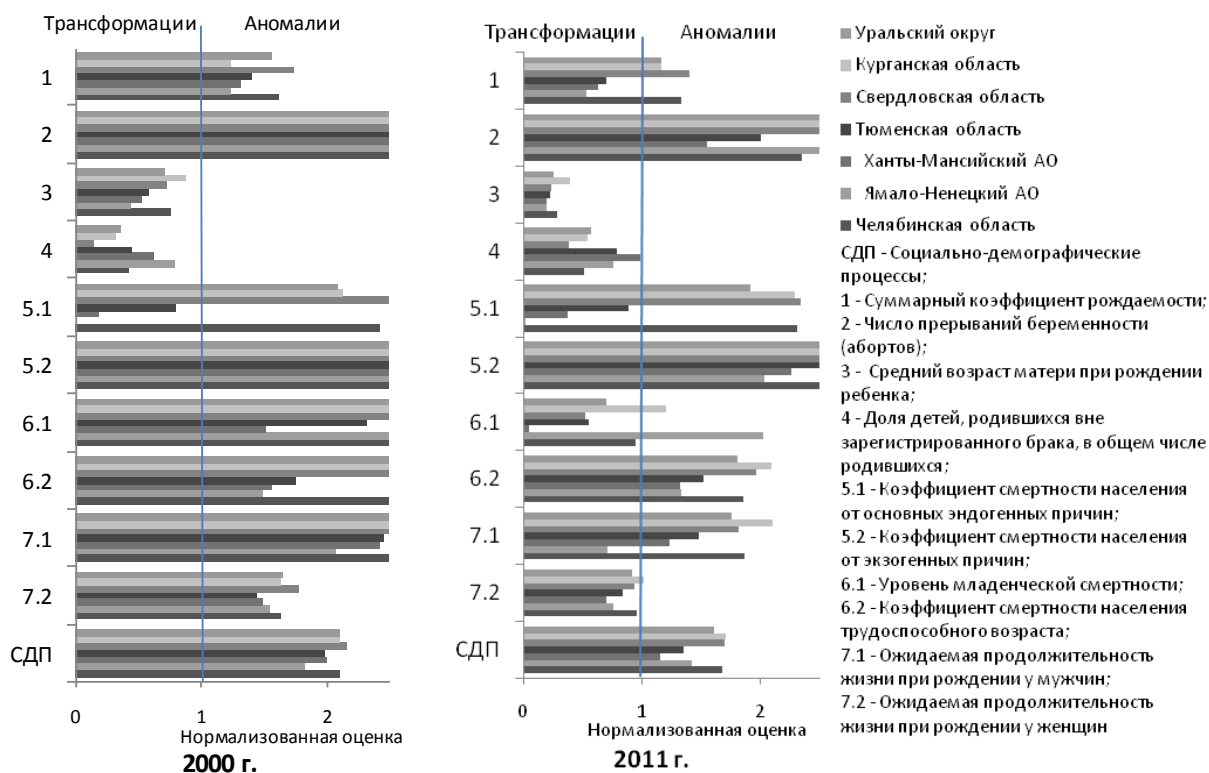 Трансформации Аномалии
1
2
3
4
5.1
5.2
6.1
6.2
7.1
7.2
СДП
0 1 2
Нормализованная оценка
2000 г.
Трансформации Аномалии
1
2
3
4
5.1
5.2
6.1
6.2
7.1
7.2
СДП
0 1 2
Нормализованная оценка
2011 г.
Уральский округ
Курганская область
Свердловская область
Тюменская область
Ханты-Мансийский АО
Ямало-Ненецкий АО
Челябинская область
СДП - Социально-демографические
процессы;
1 - Суммарный коэффициент рождаемости;
2 - Число прерываний беременности
(абортов);
3 - Средний возраст матери при рождении
ребенка;
4 - Доля детей, родившихся вне
зарегистрированного брака, в общем числе
родившихся;
5.1 - Коэффициент смертности населения
от основных эндогенных причин;
5.2 - Коэффициент смертности населения
от экзогенных причин;
6.1 - Уровень младенческой смертности;
6.2 - Коэффициент смертности населения
трудоспособного возраста;
7.1 - Ожидаемая продолжительность
жизни при рождении у мужчин;
7.2 - Ожидаемая продолжительность
жизни при рождении у женщин